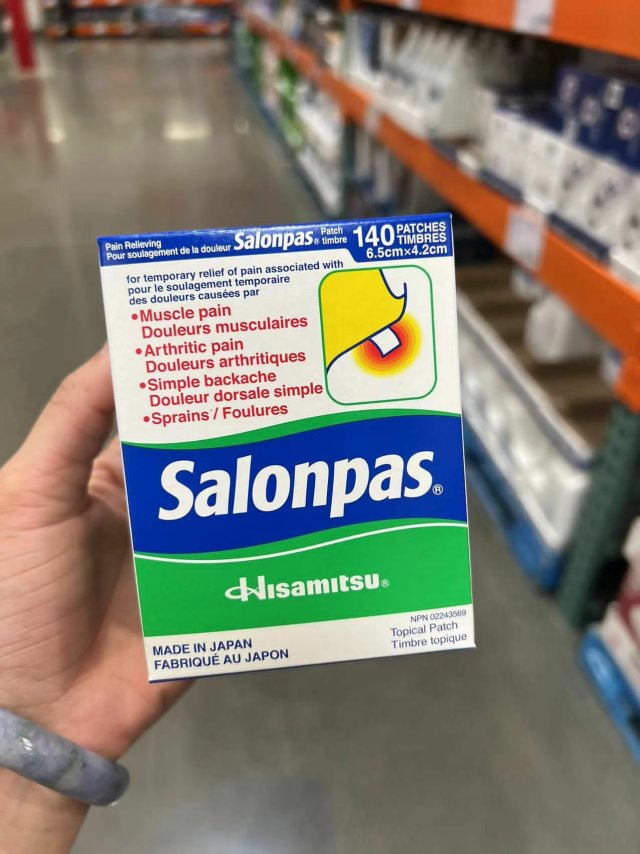 Pain Relieving
Pour soulagement de la douleur
Salonpas® Patch
timbre
140 PATCHES
TIMBRES
6.5cmx4.2cm
for temporary relief of pain associated with
pour le soulagement temporaire
des douleurs causées par
•Muscle pain
Douleurs musculaires
•Arthritic pain
Douleurs arthritiques
•Simple backache
Douleur dorsale simple
•Sprains / Foulures
Salonpas®
Hisamitsu®
MADE IN JAPAN
FABRIQUÉ AU JAPON
NPN 02243569
Topical Patch
Timbre topique